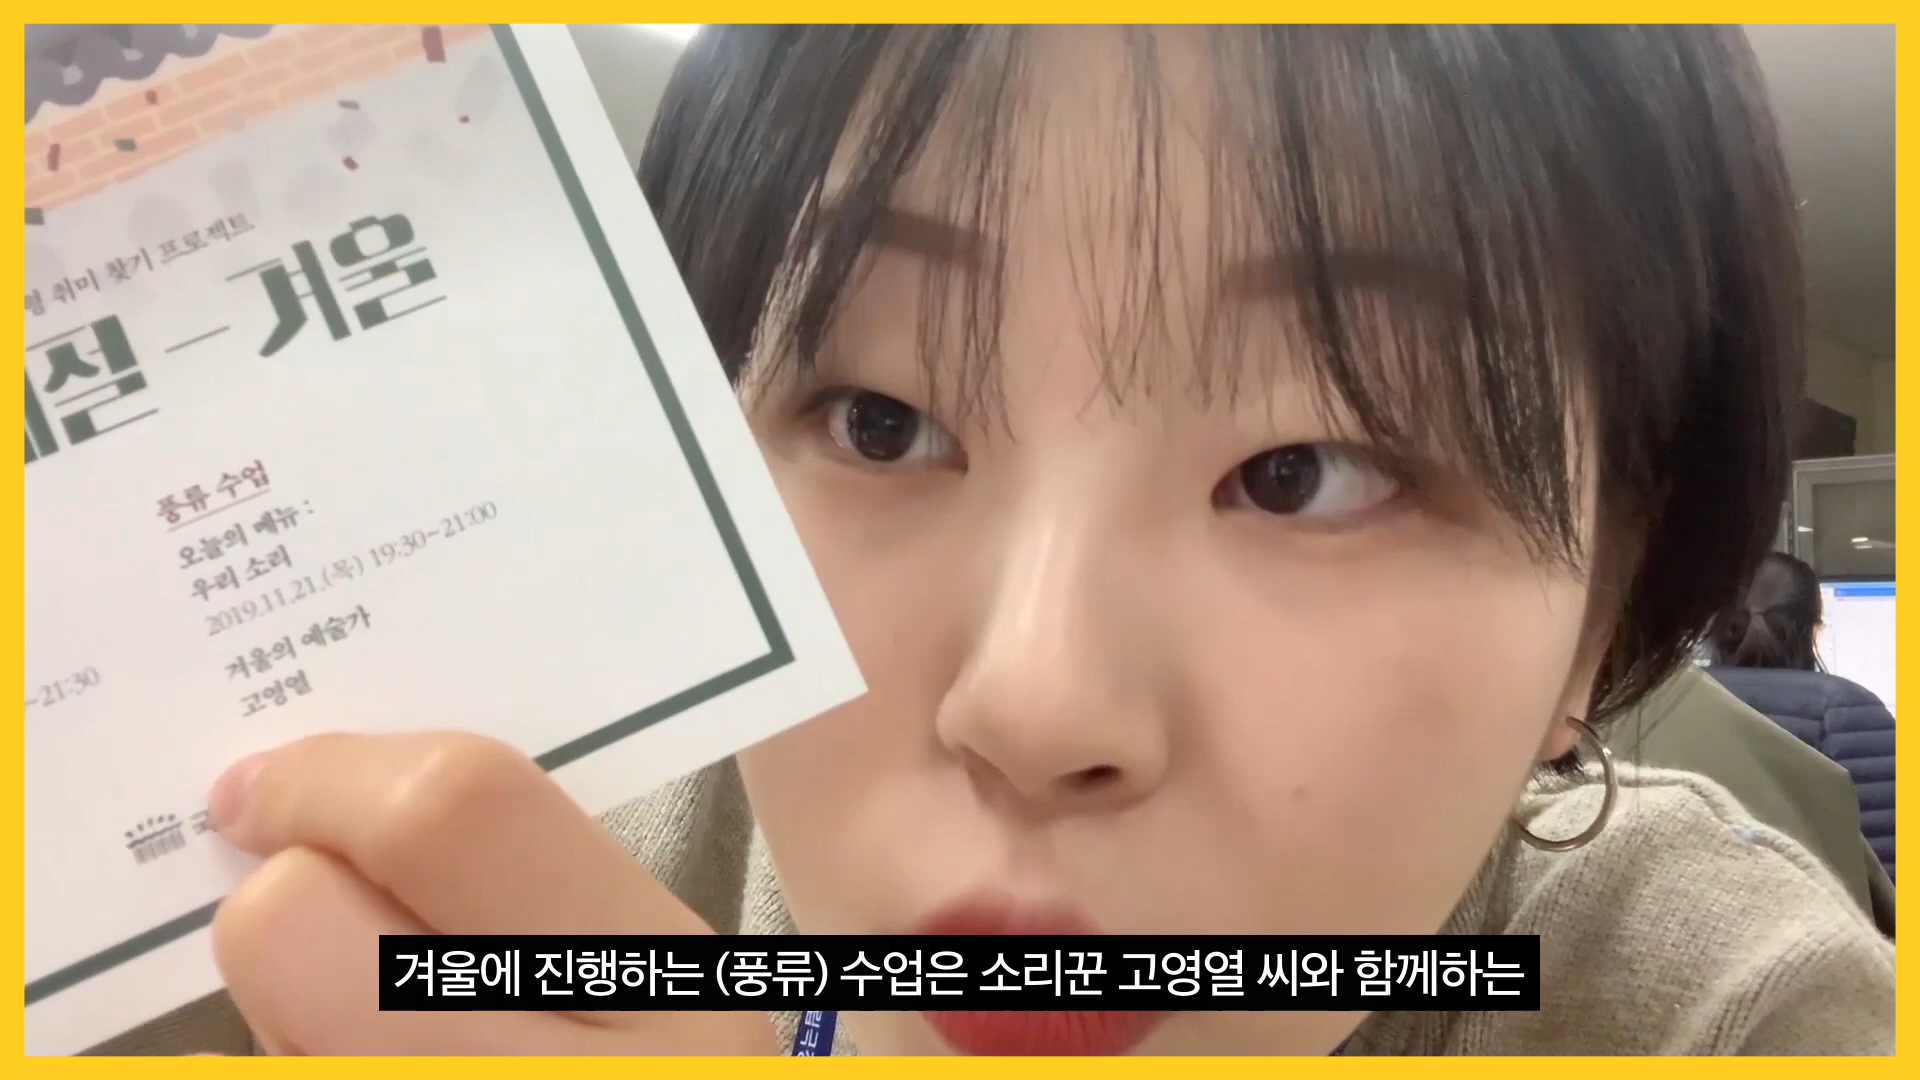 취미 찾기 프로젝트
절 – 겨울
풍류 수업
오늘의 메뉴 :
우리 소리
2019.11.21.(목) 19:30~21:00
겨울의 예술가
고영열
~21:30
겨울에 진행하는 (풍류) 수업은 소리꾼 고영열 씨와 함께하는